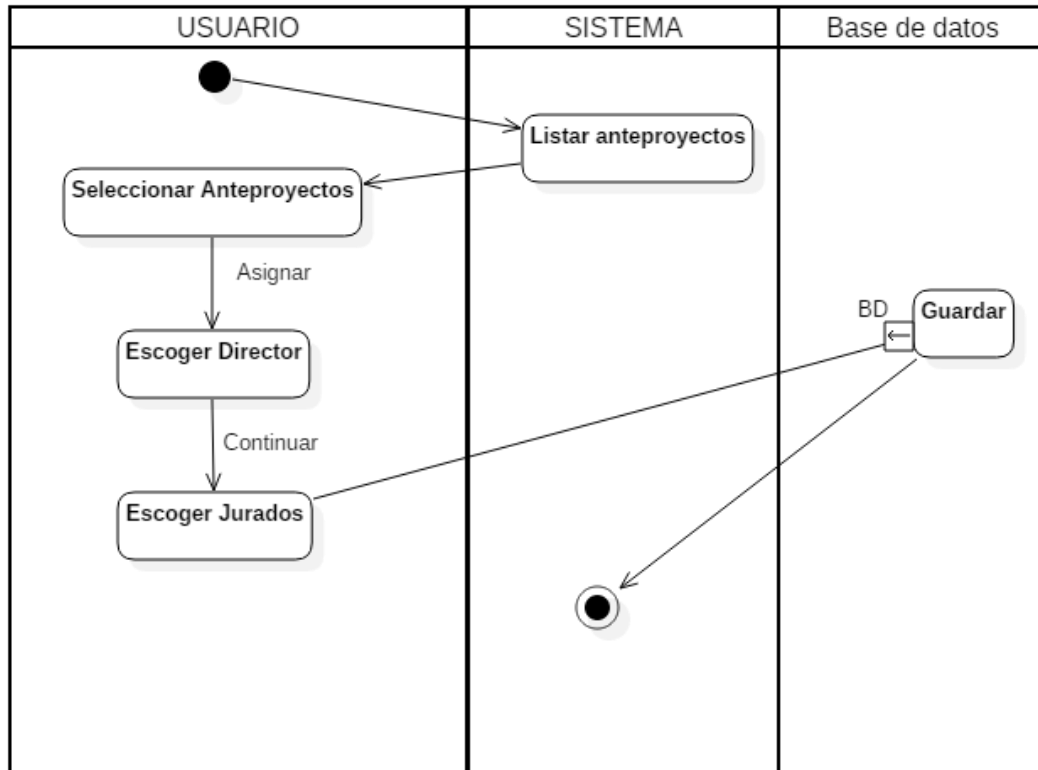 USUARIO
SISTEMA
Base de datos
Listar anteproyectos
Seleccionar Anteproyectos
Asignar
BD
Guardar
Escoger Director
Continuar
Escoger Jurados